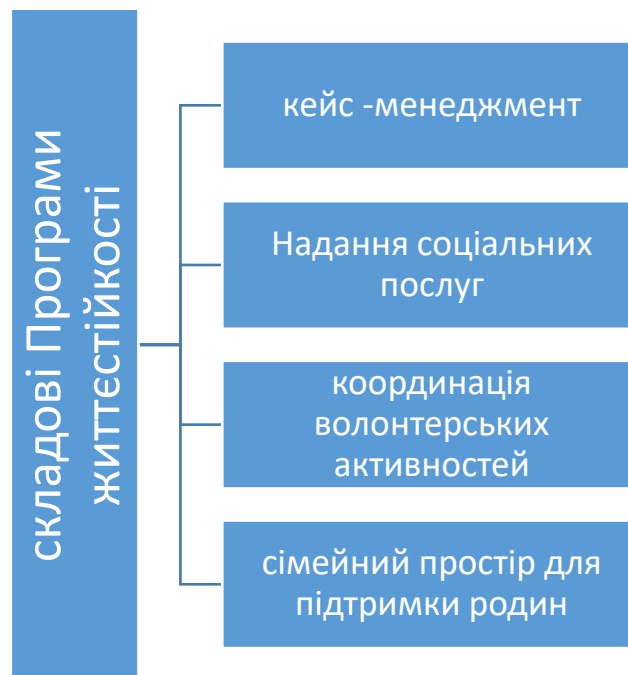 складові Програми
життєстійкості
кейс -менеджмент
Надання соціальних
послуг
координація
волонтерських
активностей
сімейний простір для
підтримки родин